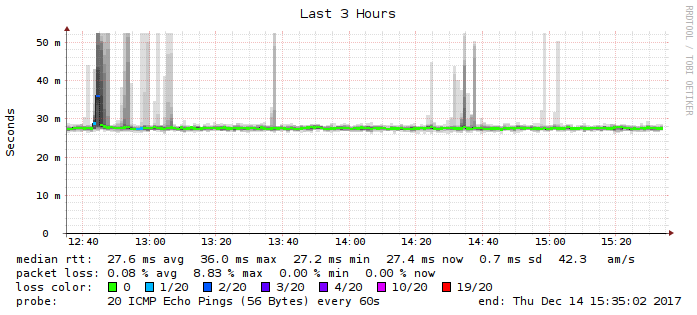 Last 3 Hours
RRDTOOL / TOBI OETIKER
Seconds
50 m
40 m
30 m
20 m
10 m
0
12:40 13:00 13:20 13:40 14:00 14:20 14:40 15:00 15:20
median rtt: 27.6 ms avg 36.0 ms max 27.2 ms min 27.4 ms now 0.7 ms sd 42.3 am/s
packet loss: 0.08 % avg 8.83 % max 0.00 % min 0.00 % now
loss color: 0 1/20 2/20 3/20 4/20 10/20 19/20
probe: 20 ICMP Echo Pings (56 Bytes) every 60s end: Thu Dec 14 15:35:02 2017